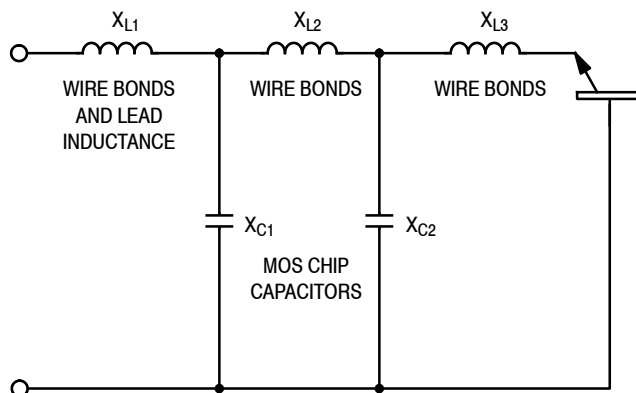 XL1
XL2
XL3
WIRE BONDS
AND LEAD
INDUCTANCE
WIRE BONDS
WIRE BONDS
XC1
XC2
MOS CHIP
CAPACITORS